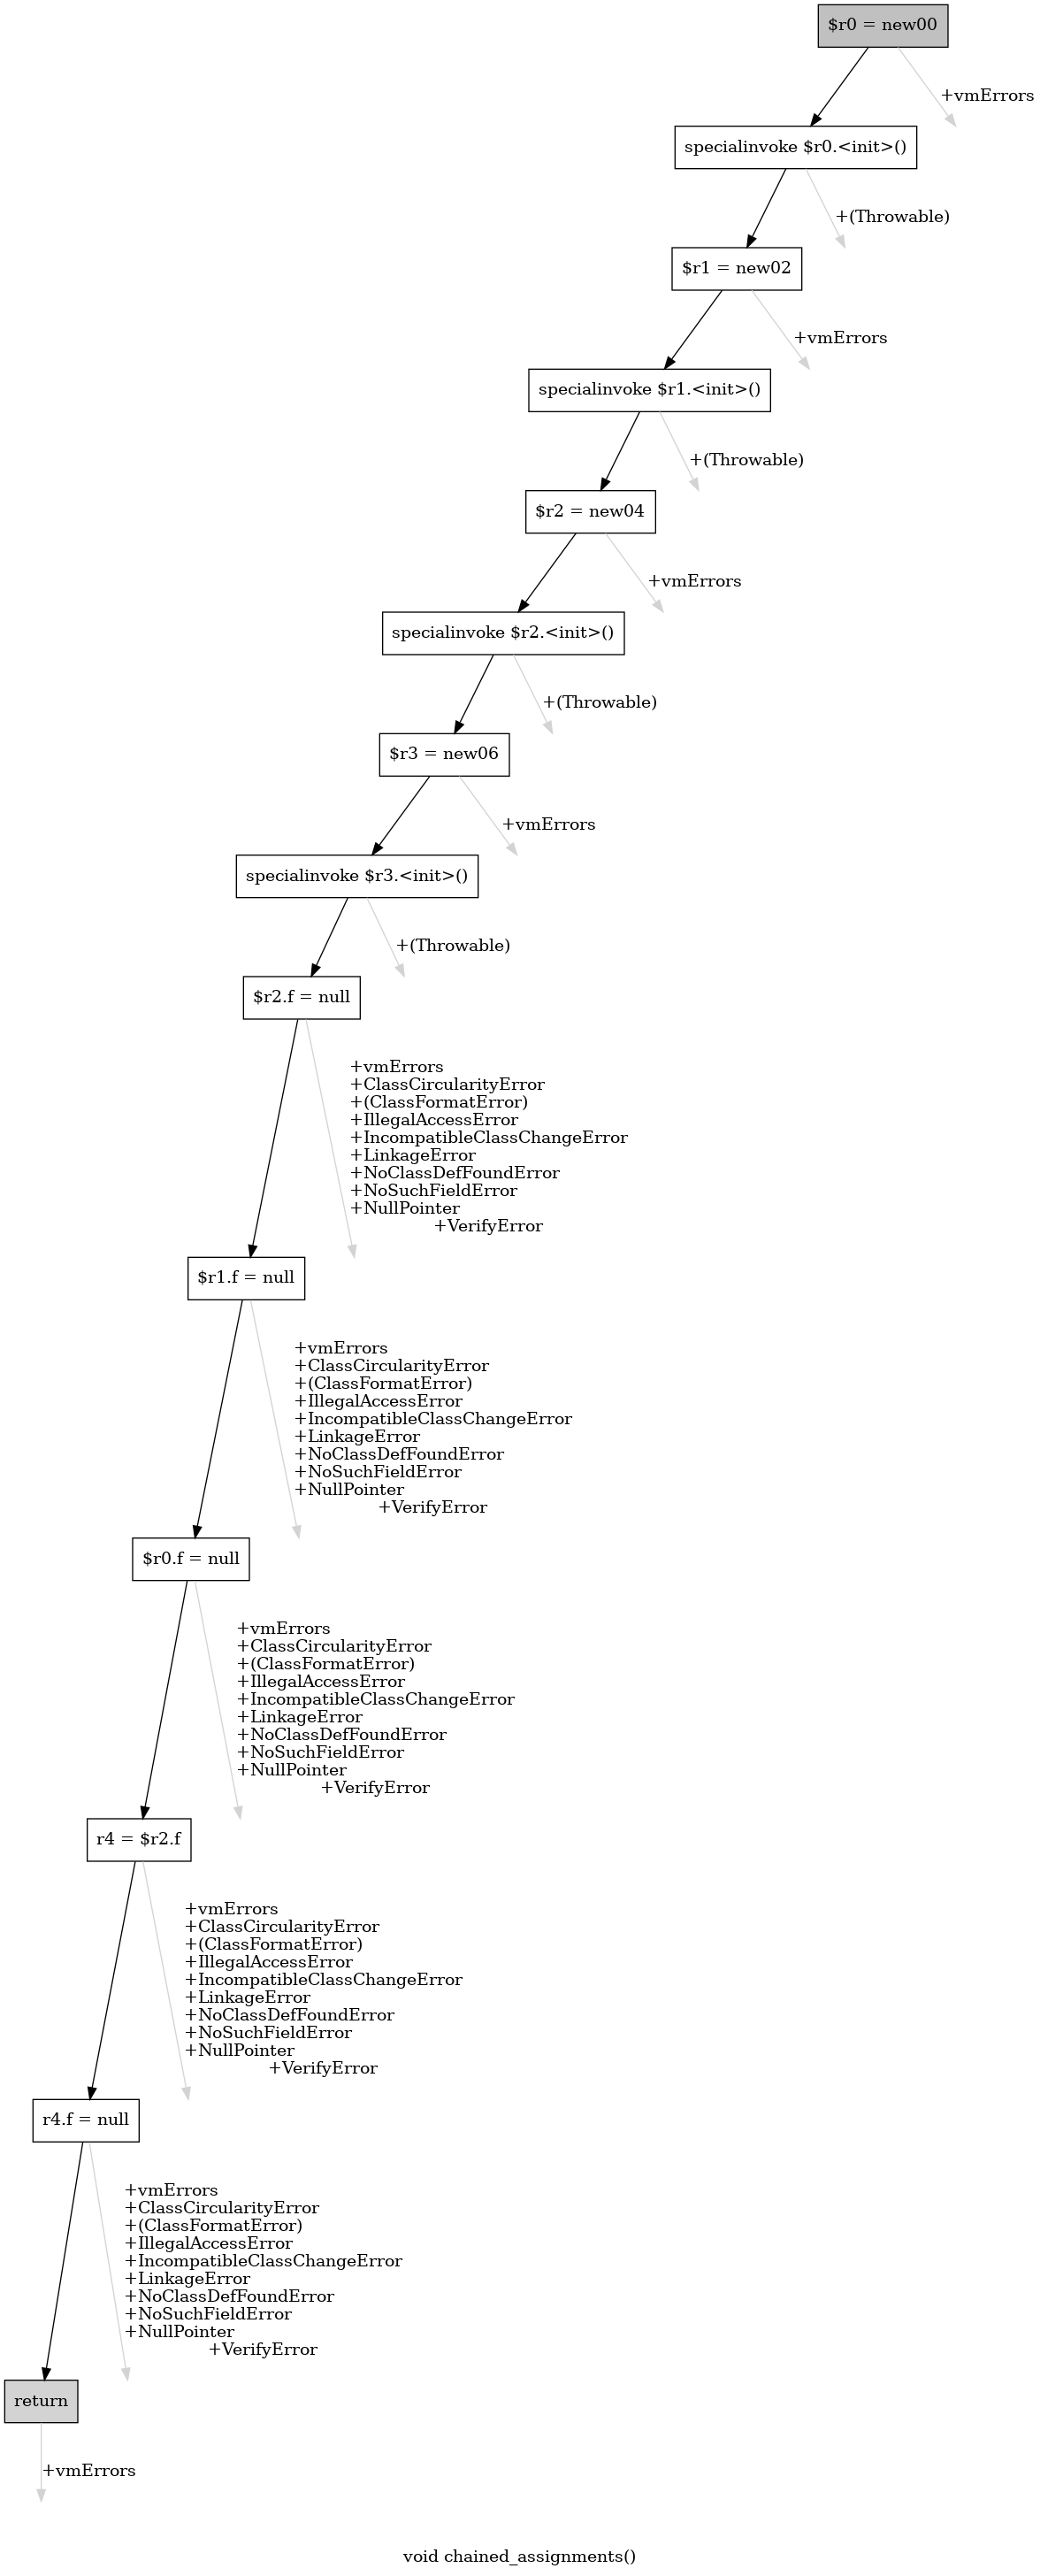 $r0 = new00
+vmErrors
specialinvoke $r0.<init>()
+(Throwable)
$r1 = new02
+vmErrors
specialinvoke $r1.<init>()
+(Throwable)
$r2 = new04
+vmErrors
specialinvoke $r2.<init>()
+(Throwable)
$r3 = new06
+vmErrors
specialinvoke $r3.<init>()
+(Throwable)
$r2.f = null
+vmErrors
+ClassCircularityError
+(ClassFormatError)
+IllegalAccessError
+IncompatibleClassChangeError
+LinkageError
+NoClassDefFoundError
+NoSuchFieldError
+NullPointer
+VerifyError
$r1.f = null
+vmErrors
+ClassCircularityError
+(ClassFormatError)
+IllegalAccessError
+IncompatibleClassChangeError
+LinkageError
+NoClassDefFoundError
+NoSuchFieldError
+NullPointer
+VerifyError
$r0.f = null
+vmErrors
+ClassCircularityError
+(ClassFormatError)
+IllegalAccessError
+IncompatibleClassChangeError
+LinkageError
+NoClassDefFoundError
+NoSuchFieldError
+NullPointer
+VerifyError
r4 = $r2.f
+vmErrors
+ClassCircularityError
+(ClassFormatError)
+IllegalAccessError
+IncompatibleClassChangeError
+LinkageError
+NoClassDefFoundError
+NoSuchFieldError
+NullPointer
+VerifyError
r4.f = null
+vmErrors
+ClassCircularityError
+(ClassFormatError)
+IllegalAccessError
+IncompatibleClassChangeError
+LinkageError
+NoClassDefFoundError
+NoSuchFieldError
+NullPointer
+VerifyError
return
+vmErrors
void chained_assignments()